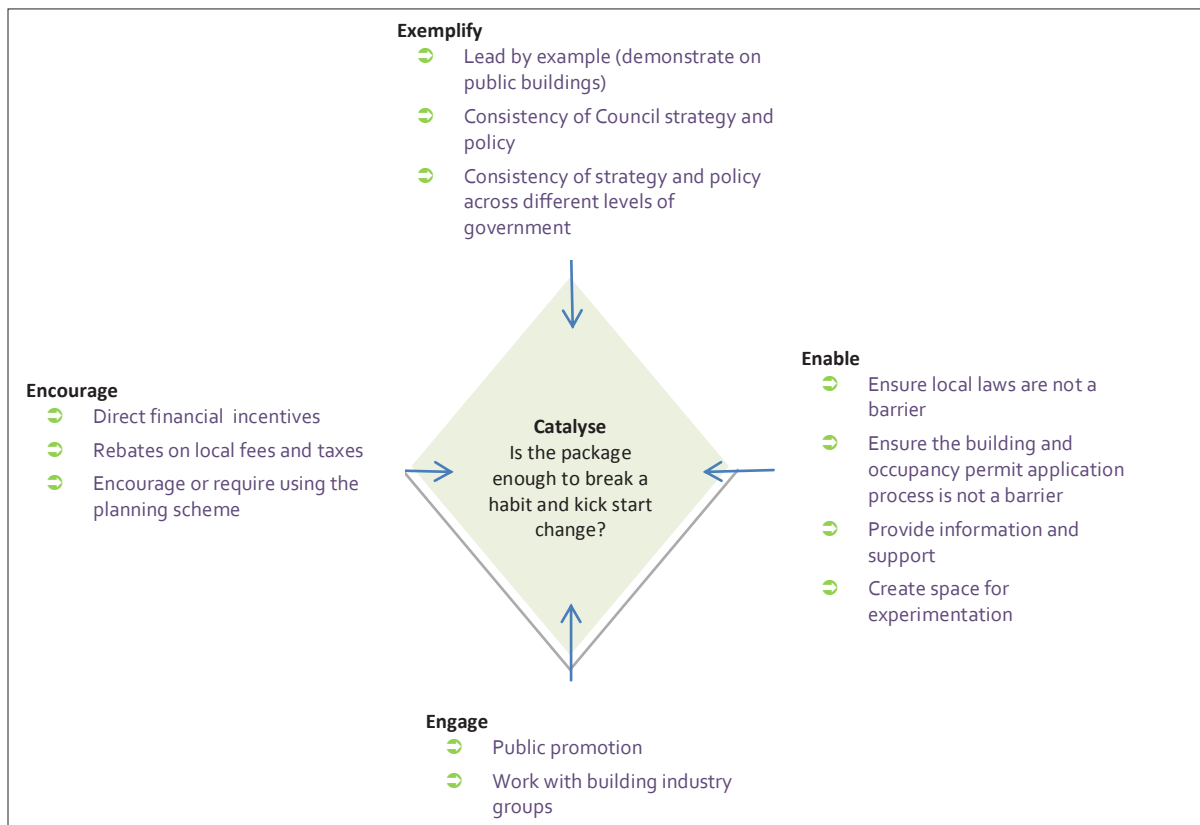 Exemplify
Lead by example (demonstrate on
public buildings)
Consistency of Council strategy and
policy
Consistency of strategy and policy
across different levels of
government
Encourage
Direct financial incentives
Rebates on local fees and taxes
Encourage or require using the
planning scheme
Catalyse
Is the package
enough to break a
habit and kick start
change?
Enable
Ensure local laws are not a
barrier
Ensure the building and
occupancy permit application
process is not a barrier
Provide information and
support
Create space for
experimentation
Engage
Public promotion
Work with building industry
groups